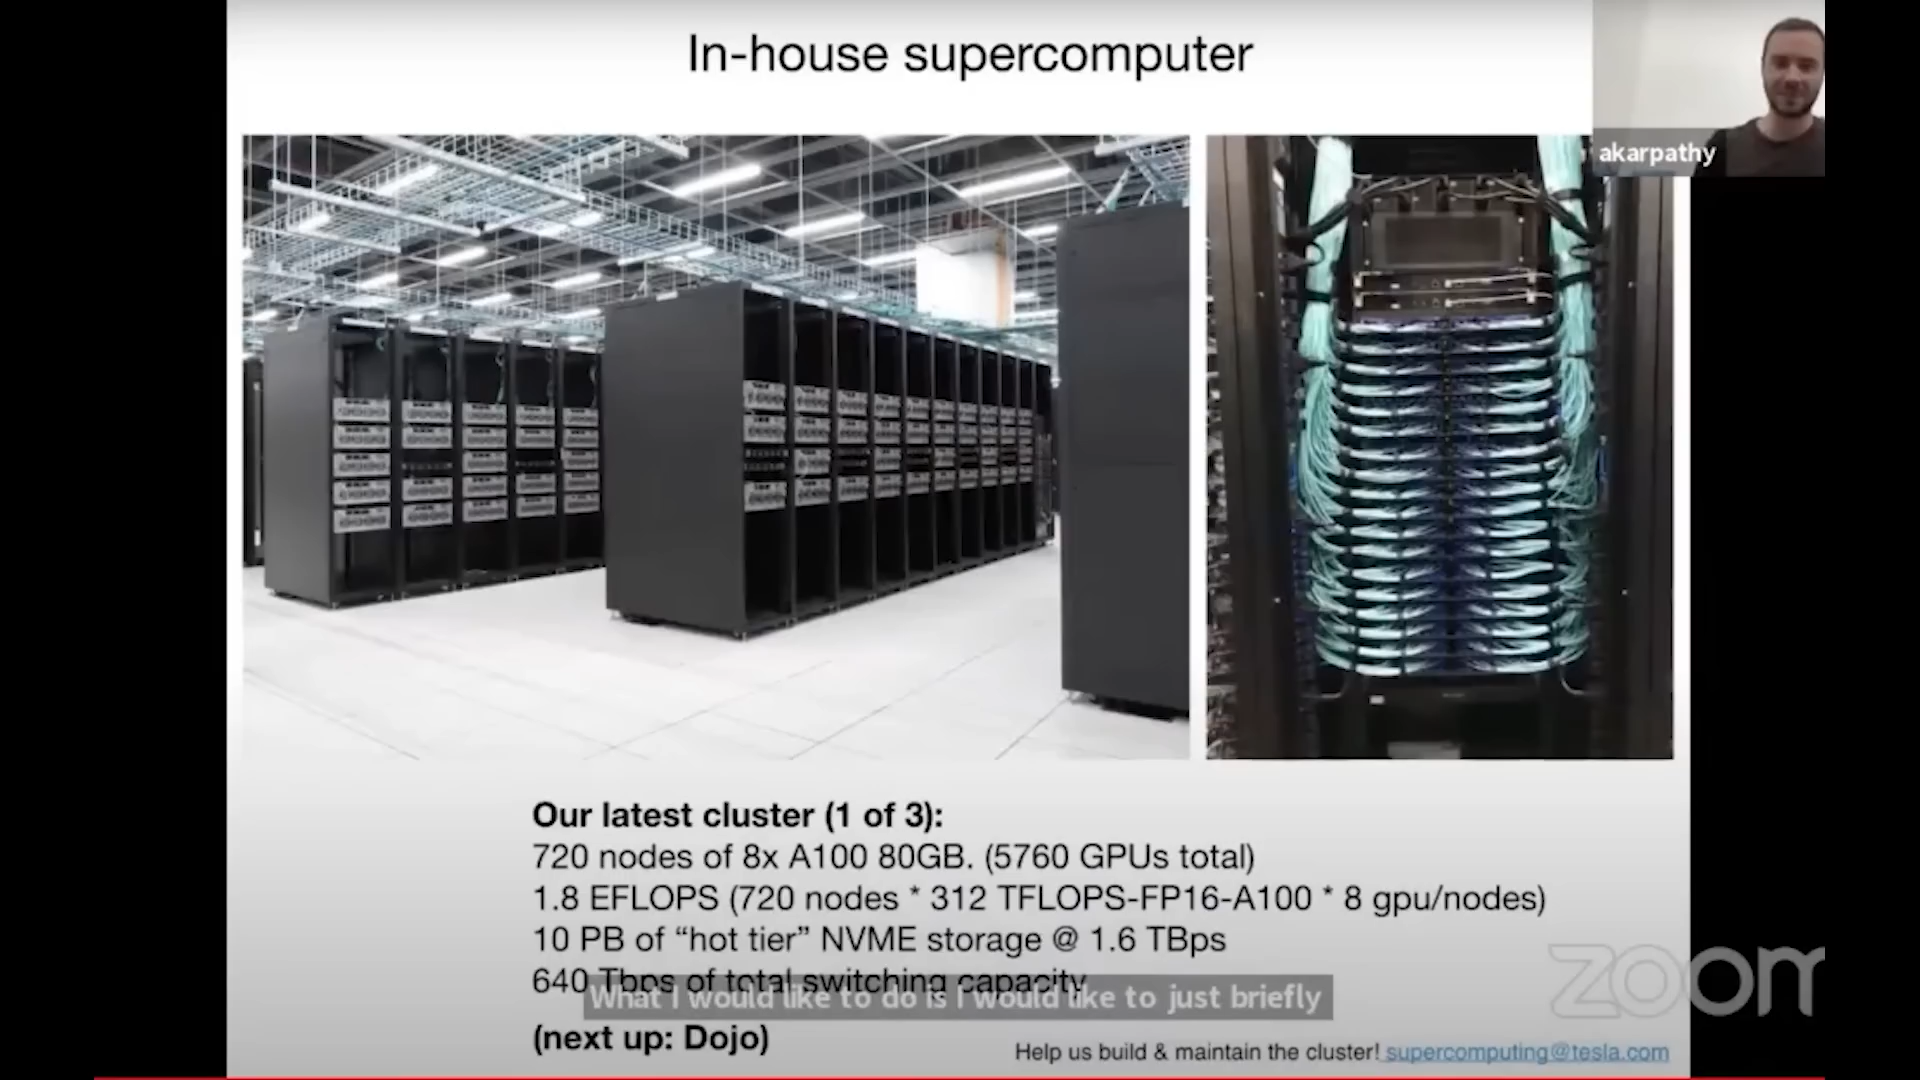 In-house supercomputer
akarpathy
Our latest cluster (1 of 3):
720 nodes of 8x A100 80GB. (5760 GPUs total)
1.8 EFLOPS (720 nodes * 312 TFLOPS-FP16-A100 * 8 gpu/nodes)
10 PB of “hot tier” NVME storage @ 1.6 TBps
640 Tbps of total switching capacity
What I would like to do is I would like to just briefly
(next up: Dojo)
Help us build & maintain the cluster! supercomputing@tesla.com
zoom